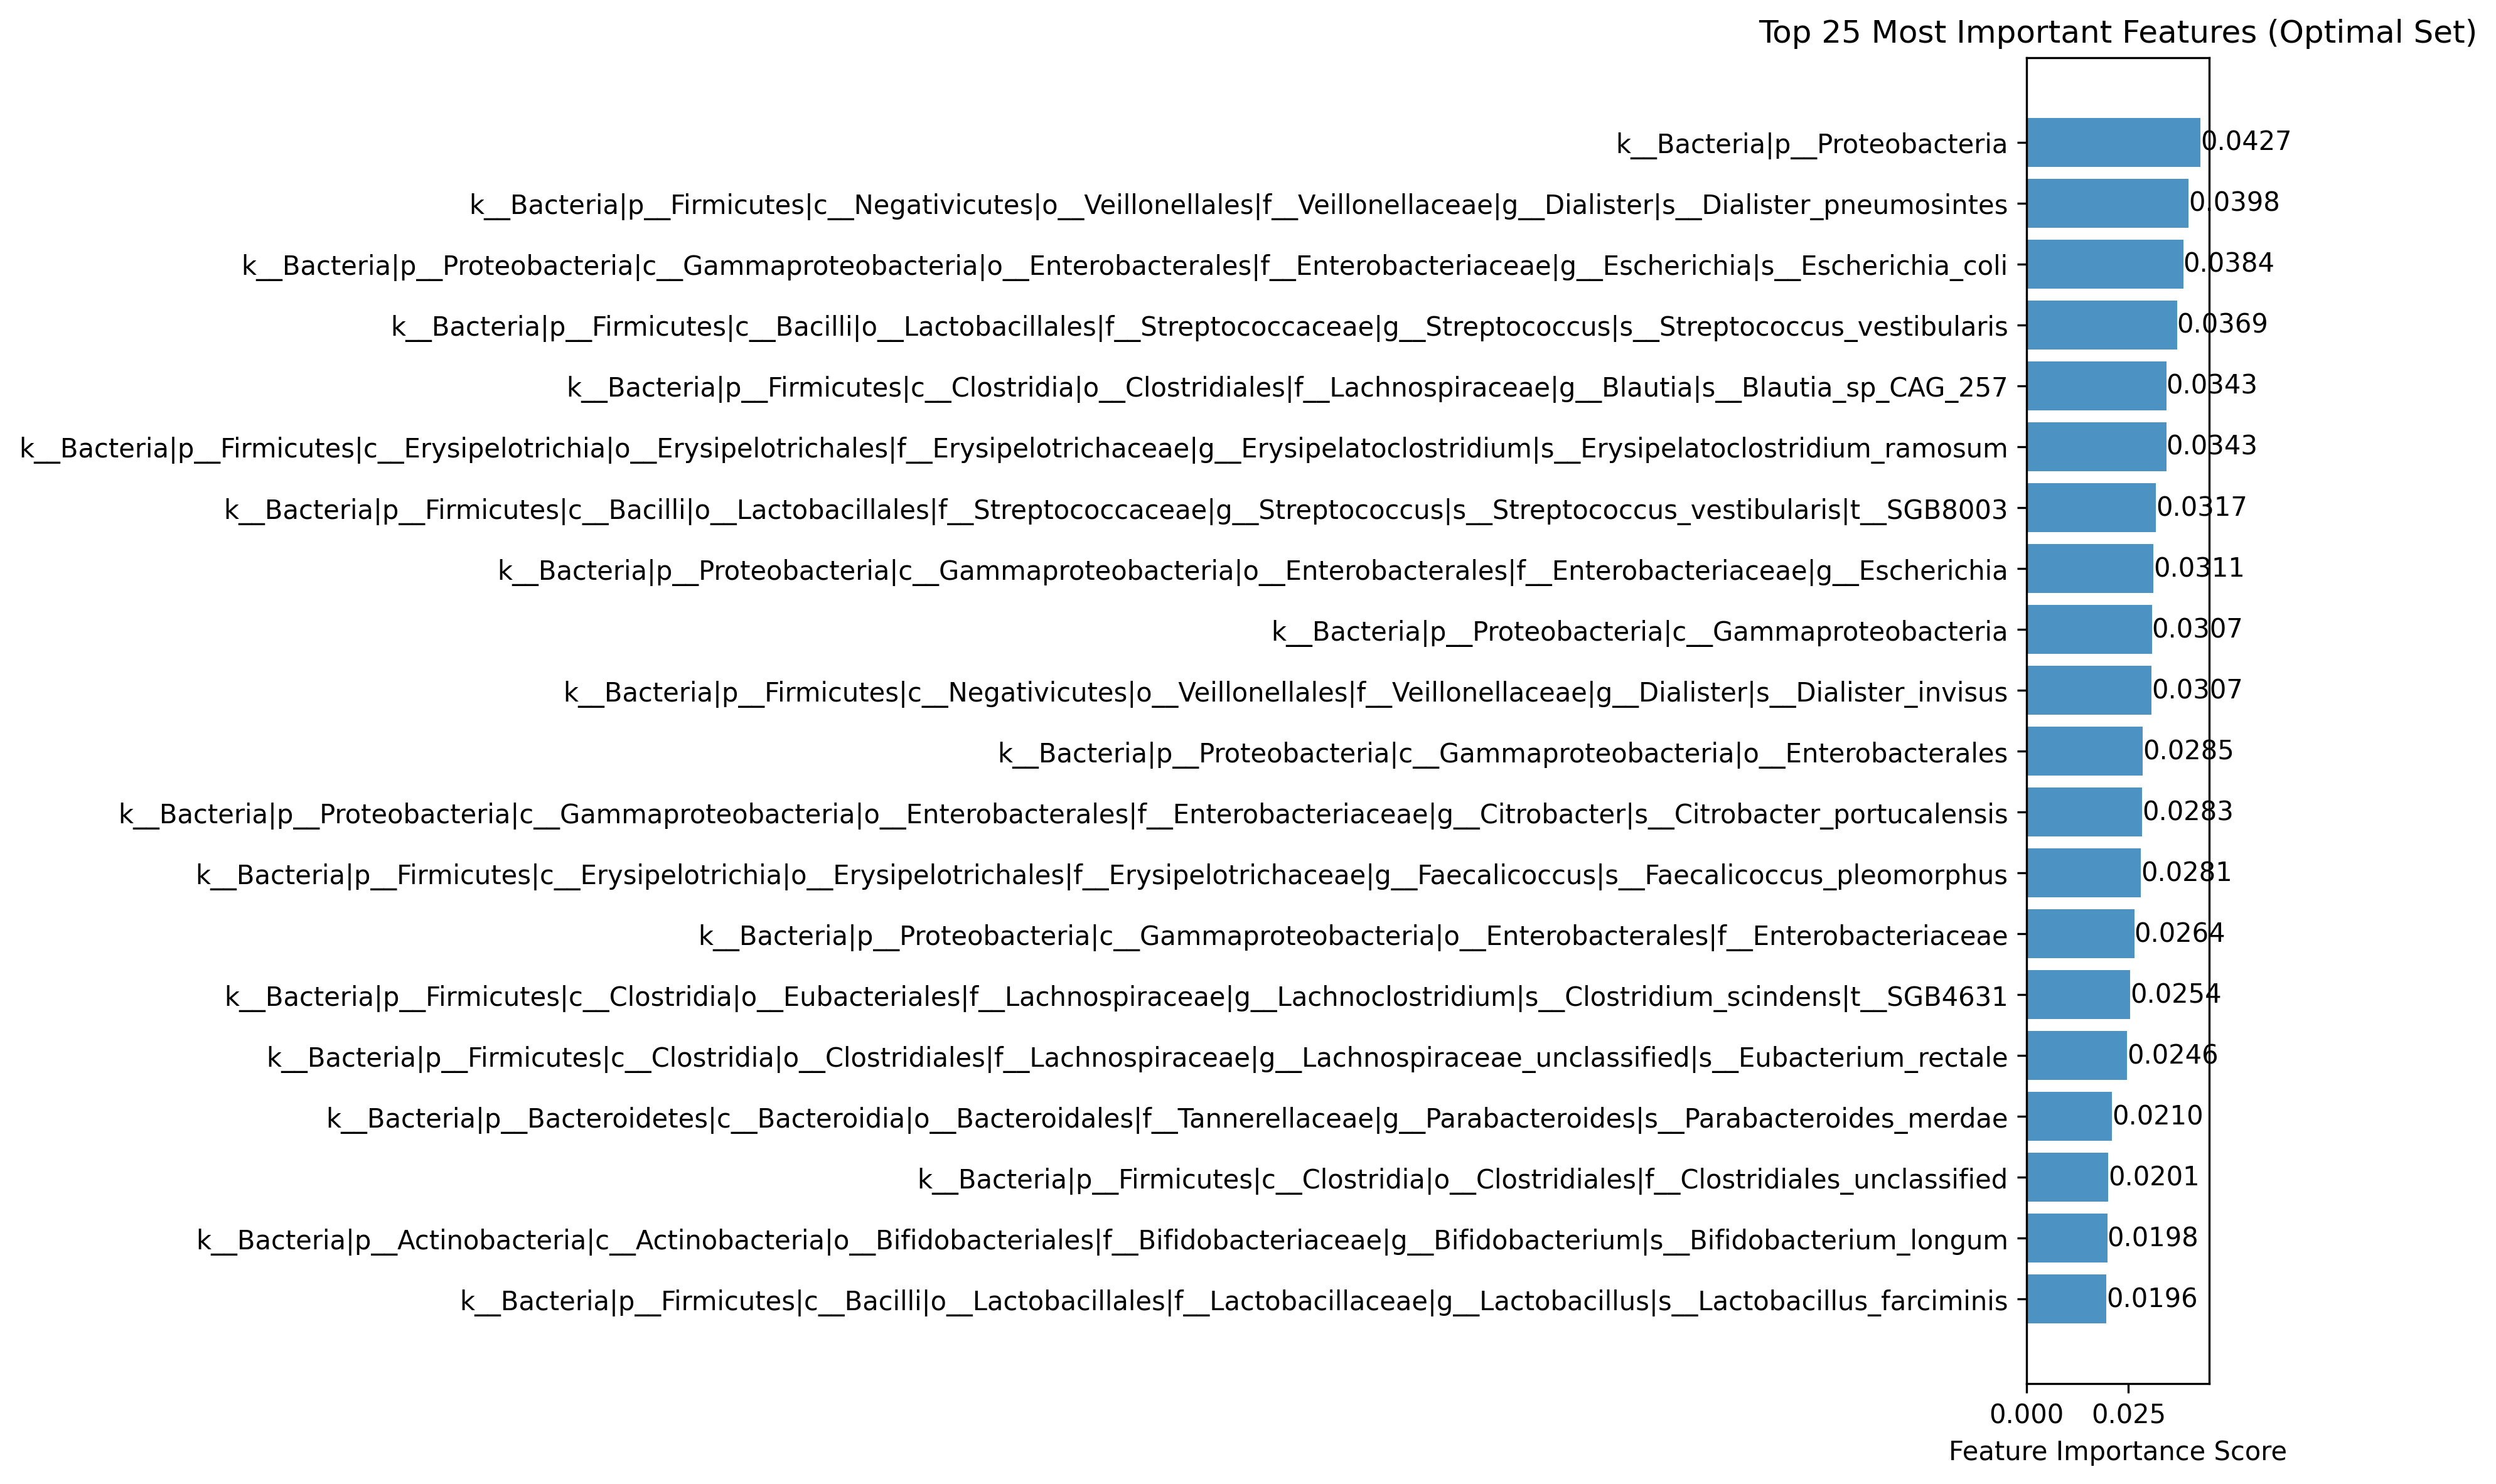 Top 25 Most Important Features (Optimal Set)
k__Bacteria|p__Proteobacteria 0.0427
k__Bacteria|p__Firmicutes|c__Negativicutes|o__Veillonellales|f__Veillonellaceae|g__Dialister|s__Dialister_pneumosintes 0.0398
k__Bacteria|p__Proteobacteria|c__Gammaproteobacteria|o__Enterobacterales|f__Enterobacteriaceae|g__Escherichia|s__Escherichia_coli 0.0384
k__Bacteria|p__Firmicutes|c__Bacilli|o__Lactobacillales|f__Streptococcaceae|g__Streptococcus|s__Streptococcus_vestibularis 0.0369
k__Bacteria|p__Firmicutes|c__Clostridia|o__Clostridiales|f__Lachnospiraceae|g__Blautia|s__Blautia_sp_CAG_257 0.0343
k__Bacteria|p__Firmicutes|c__Erysipelotrichia|o__Erysipelotrichales|f__Erysipelotrichaceae|g__Erysipelatoclostridium|s__Erysipelatoclostridium_ramosum 0.0343
k__Bacteria|p__Firmicutes|c__Bacilli|o__Lactobacillales|f__Streptococcaceae|g__Streptococcus|s__Streptococcus_vestibularis|t__SGB8003 0.0317
k__Bacteria|p__Proteobacteria|c__Gammaproteobacteria|o__Enterobacterales|f__Enterobacteriaceae|g__Escherichia 0.0311
k__Bacteria|p__Proteobacteria|c__Gammaproteobacteria 0.0307
k__Bacteria|p__Firmicutes|c__Negativicutes|o__Veillonellales|f__Veillonellaceae|g__Dialister|s__Dialister_invisus 0.0307
k__Bacteria|p__Proteobacteria|c__Gammaproteobacteria|o__Enterobacterales 0.0285
k__Bacteria|p__Proteobacteria|c__Gammaproteobacteria|o__Enterobacterales|f__Enterobacteriaceae|g__Citrobacter|s__Citrobacter_portucalensis 0.0283
k__Bacteria|p__Firmicutes|c__Erysipelotrichia|o__Erysipelotrichales|f__Erysipelotrichaceae|g__Faecalicoccus|s__Faecalicoccus_pleomorphus 0.0281
k__Bacteria|p__Proteobacteria|c__Gammaproteobacteria|o__Enterobacterales|f__Enterobacteriaceae 0.0264
k__Bacteria|p__Firmicutes|c__Clostridia|o__Eubacteriales|f__Lachnospiraceae|g__Lachnoclostridium|s__Clostridium_scindens|t__SGB4631 0.0254
k__Bacteria|p__Firmicutes|c__Clostridia|o__Clostridiales|f__Lachnospiraceae|g__Lachnospiraceae_unclassified|s__Eubacterium_rectale 0.0246
k__Bacteria|p__Bacteroidetes|c__Bacteroidia|o__Bacteroidales|f__Tannerellaceae|g__Parabacteroides|s__Parabacteroides_merdae 0.0210
k__Bacteria|p__Firmicutes|c__Clostridia|o__Clostridiales|f__Clostridiales_unclassified 0.0201
k__Bacteria|p__Actinobacteria|c__Actinobacteria|o__Bifidobacteriales|f__Bifidobacteriaceae|g__Bifidobacterium|s__Bifidobacterium_longum 0.0198
k__Bacteria|p__Firmicutes|c__Bacilli|o__Lactobacillales|f__Lactobacillaceae|g__Lactobacillus|s__Lactobacillus_farciminis 0.0196
0.000 0.025
Feature Importance Score